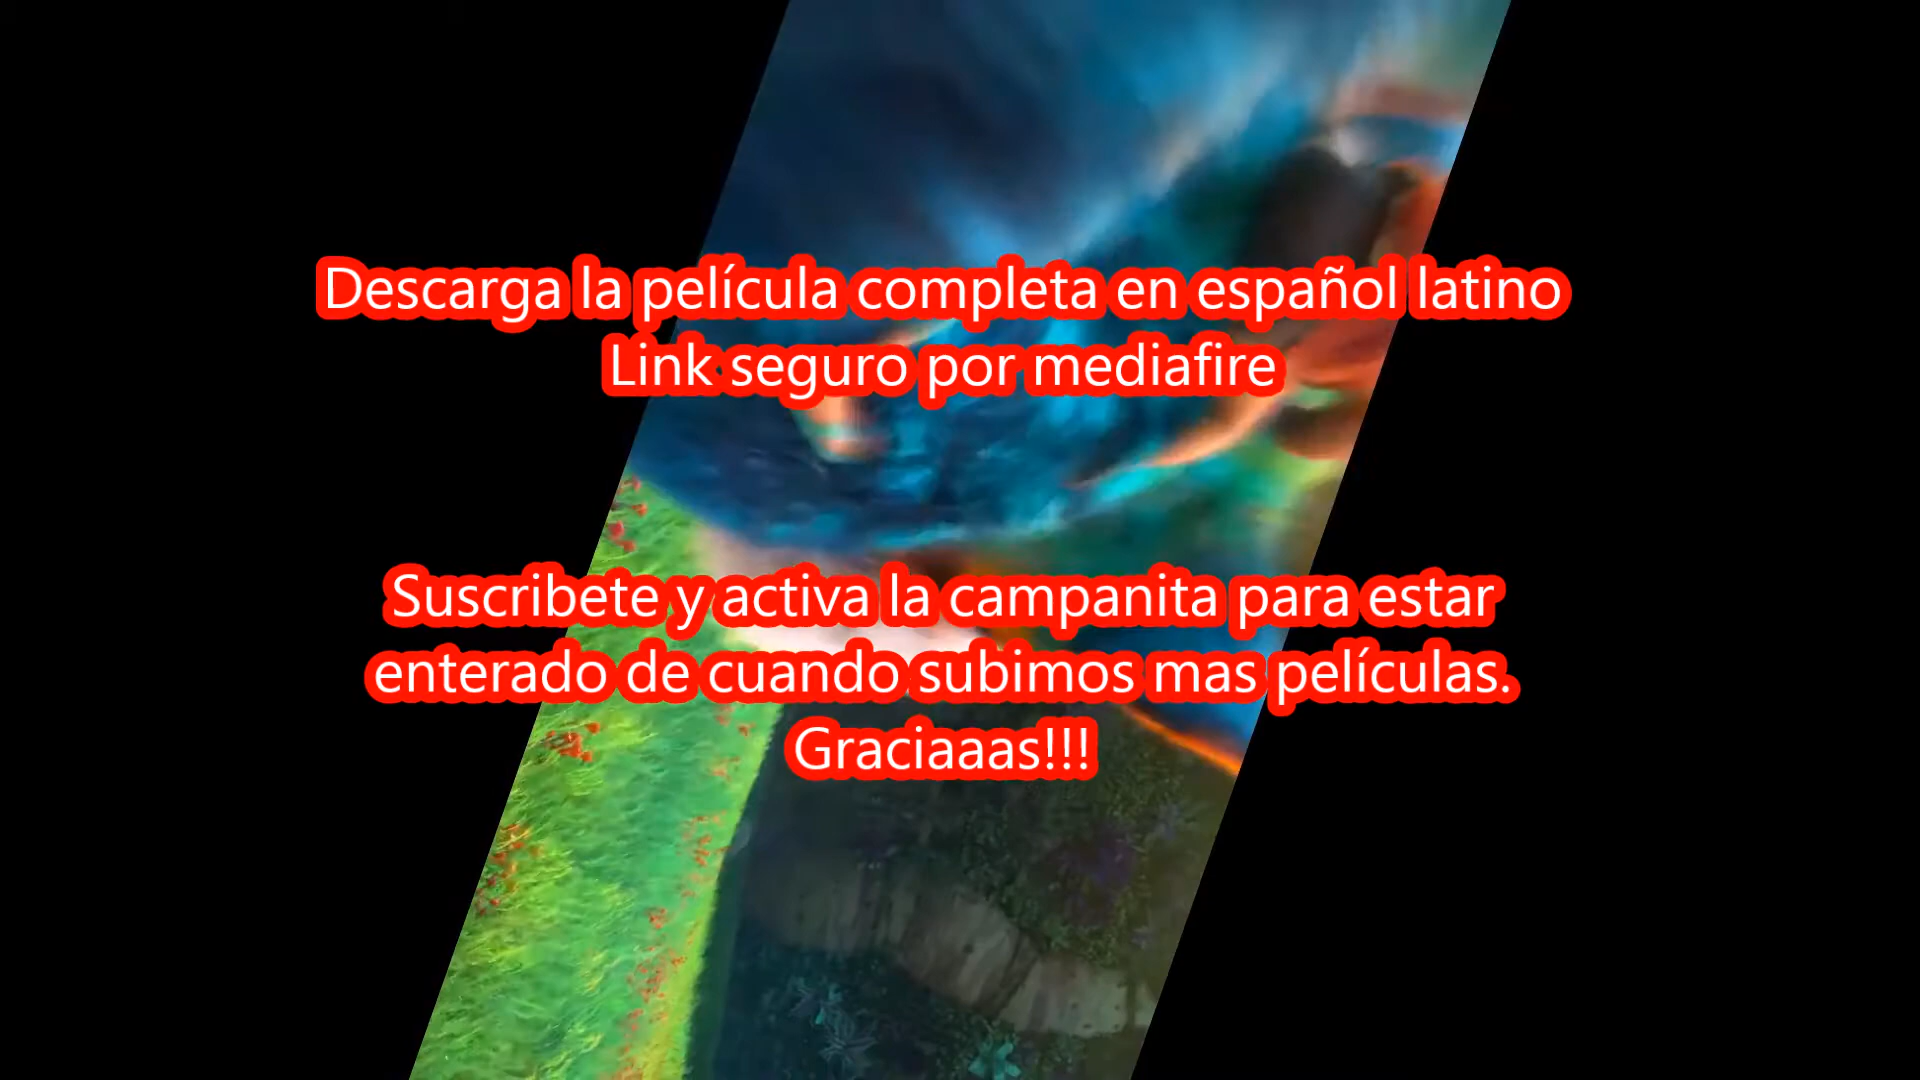 Descarga la película completa en español latino
Link seguro por mediafire
Suscribete y activa la campanita para estar
enterado de cuando subimos mas películas.
Graciaaas!!!